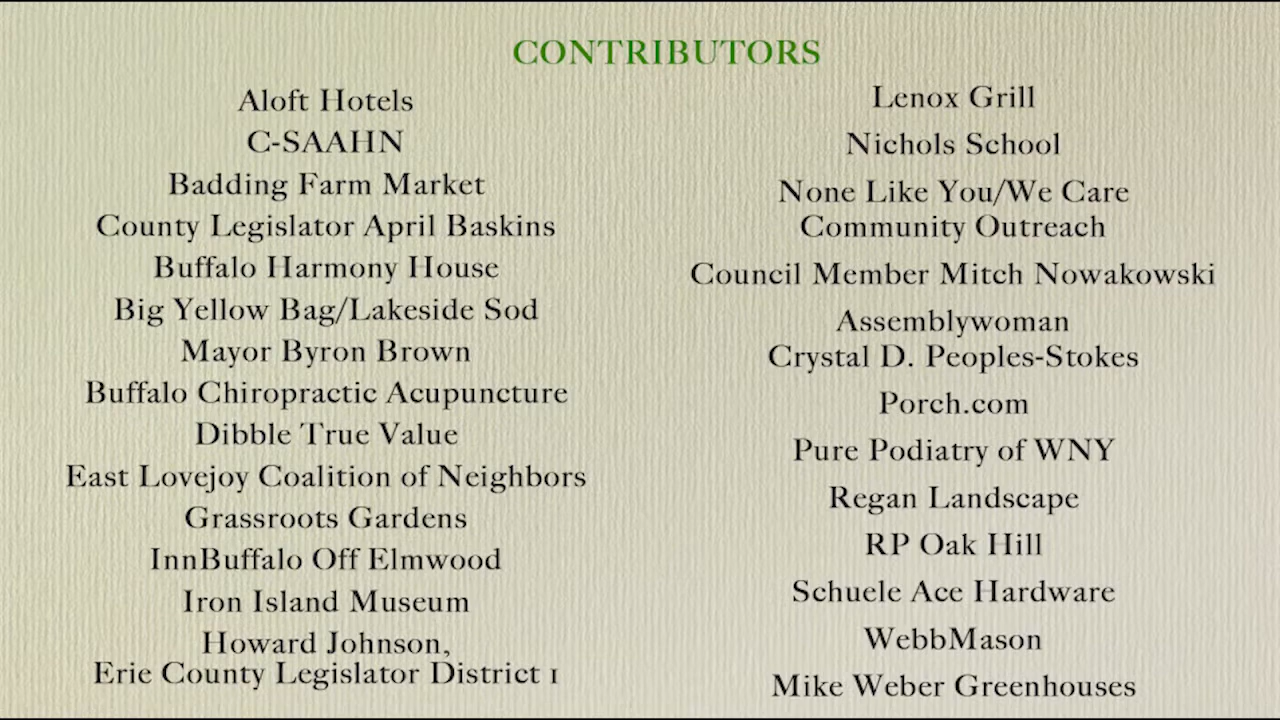 CONTRIBUTORS
Aloft Hotels
C-SAAHN
Badding Farm Market
County Legislator April Baskins
Buffalo Harmony House
Big Yellow Bag/Lakeside Sod
Mayor Byron Brown
Buffalo Chiropractic Acupuncture
Dibble True Value
East Lovejoy Coalition of Neighbors
Grassroots Gardens
InnBuffalo Off Elmwood
Iron Island Museum
Howard Johnson,
Erie County Legislator District 1
Lenox Grill
Nichols School
None Like You/We Care
Community Outreach
Council Member Mitch Nowakowski
Assemblywoman
Crystal D. Peoples-Stokes
Porch.com
Pure Podiatry of WNY
Regan Landscape
RP Oak Hill
Schuele Ace Hardware
WebbMason
Mike Weber Greenhouses